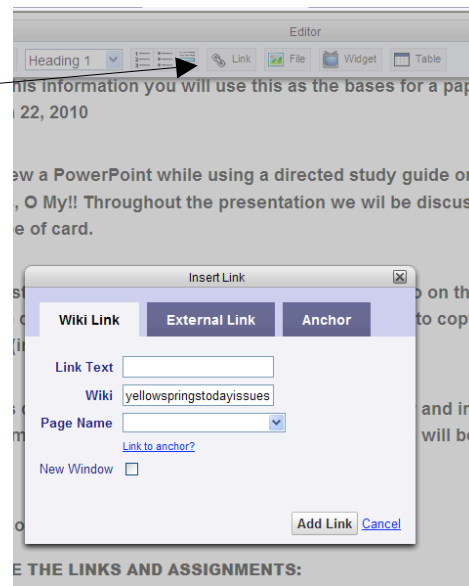 Editor
Heading 1 Link File Widget Table
his information you will use this as the bases for a pap
22, 2010
ew a PowerPoint while using a directed study guide or
, O My!! Throughout the presentation we wil be discus
e of card.
Insert Link
st o on th
Wiki Link External Link Anchor
to cop
(i
Link Text
Wiki yellowspringstodayissues
and in
Page Name
will be
Link to anchor?
New Window
Add Link Cancel
E THE LINKS AND ASSIGNMENTS: